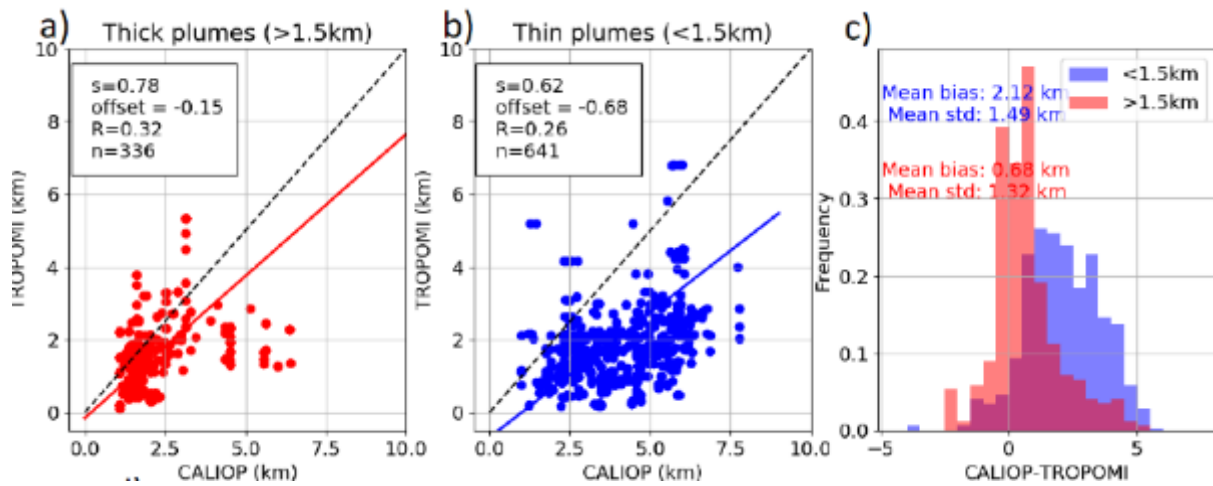 a) Thick plumes (>1.5km)
s=0.78
offset = -0.15
R=0.32
n=336
TROPOMI (km)
10
8
6
4
2
0
0.0 2.5 5.0 7.5 10.0
CALIOP (km)
b) Thin plumes (<1.5km)
s=0.62
offset = -0.68
R=0.26
n=641
TROPOMI (km)
10
8
6
4
2
0
0.0 2.5 5.0 7.5 10.0
CALIOP (km)
c)
<1.5km
>1.5km
Mean bias: 2.12 km
Mean std: 1.49 km
Mean bias: 0.68 km
Mean std: 1.32 km
Frequency
0.4
0.3
0.2
0.1
0.0
−5 0 5
CALIOP-TROPOMI